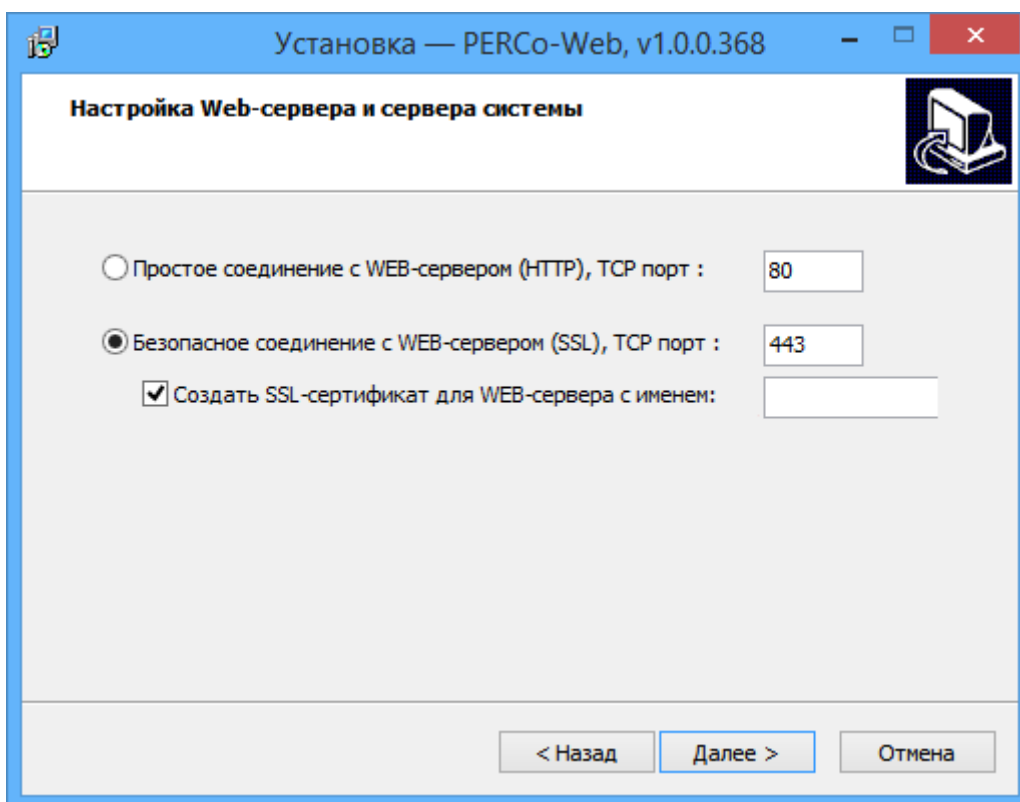 Установка — PERCo-Web, v1.0.0.368
Настройка Web-сервера и сервера системы
Простое соединение с WEB-сервером (HTTP), TCP порт : 80
Безопасное соединение с WEB-сервером (SSL), TCP порт : 443
Создать SSL-сертификат для WEB-сервера с именем:
< Назад Далее > Отмена